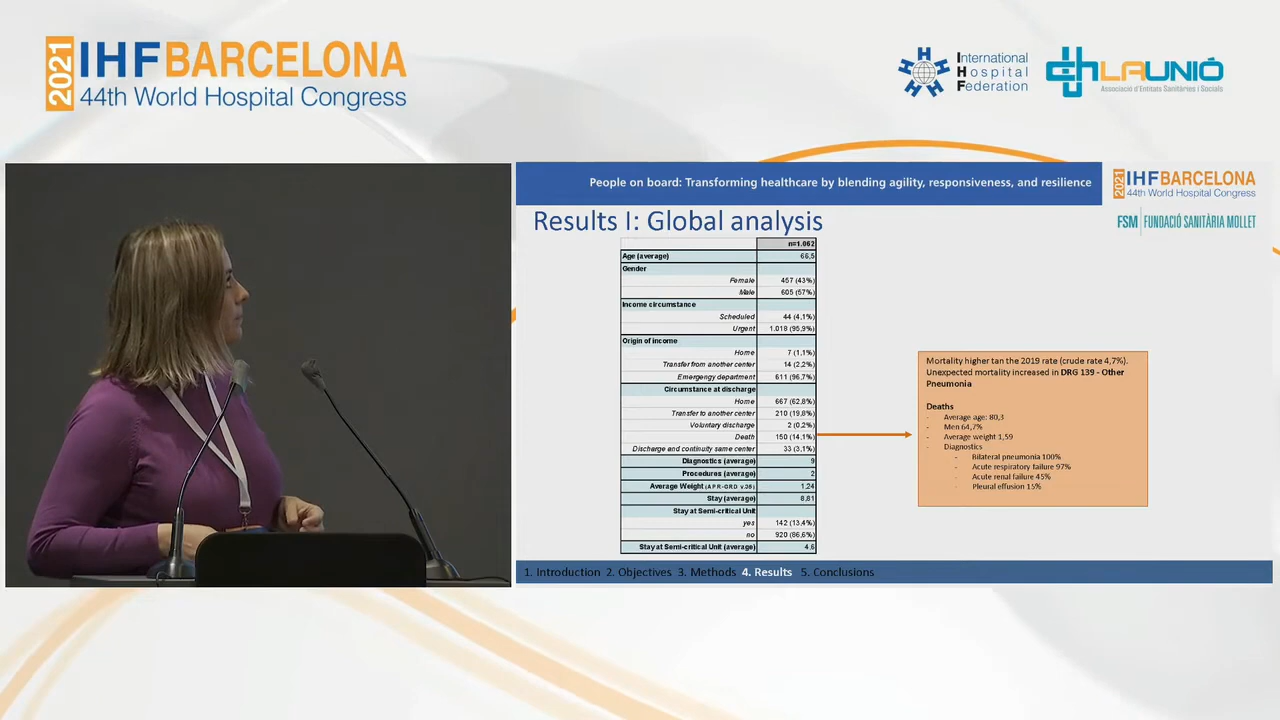 2021 IHF BARCELONA
44th World Hospital Congress
International
Hospital
Federation
LAUNIÓ
Associació d'Entitats Sanitàries i Socials
People on board: Transforming healthcare by blending agility, responsiveness, and resilience
2021 IHF BARCELONA
44th World Hospital Congress
FSM FUNDACIÓ SANITÀRIA MOLLET
Results I: Global analysis
n=1.062
Age (average) 66,5
Gender
Female 457 (43%)
Male 605 (57%)
Income circumstance
Scheduled 44 (4,1%)
Urgent 1.018 (95,9%)
Origin of income
Home 7 (1,1%)
Transfer from another center 14 (2,2%)
Emergengy department 611 (96,7%)
Circumstance at discharge
Home 667 (62,8%)
Transfer to another center 210 (19,8%)
Voluntary discharge 2 (0,2%)
Death 150 (14,1%)
Discharge and continuity same center 33 (3,1%)
Diagnostics (average) 9
Procedures (average) 2
Average Weight (APR-GRD v.35) 1,24
Stay (average) 8,81
Stay at Semi-critical Unit
yes 142 (13,4%)
no 920 (86,6%)
Stay at Semi-critical Unit (average) 4,6
Mortality higher tan the 2019 rate (crude rate 4,7%).
Unexpected mortality increased in DRG 139 - Other
Pneumonia
Deaths
- Average age: 80,3
- Men 64,7%
- Average weight 1,59
- Diagnostics
- Bilateral pneumonia 100%
- Acute respiratory failure 97%
- Acute renal failure 45%
- Pleural effusion 15%
1. Introduction 2. Objectives 3. Methods 4. Results 5. Conclusions